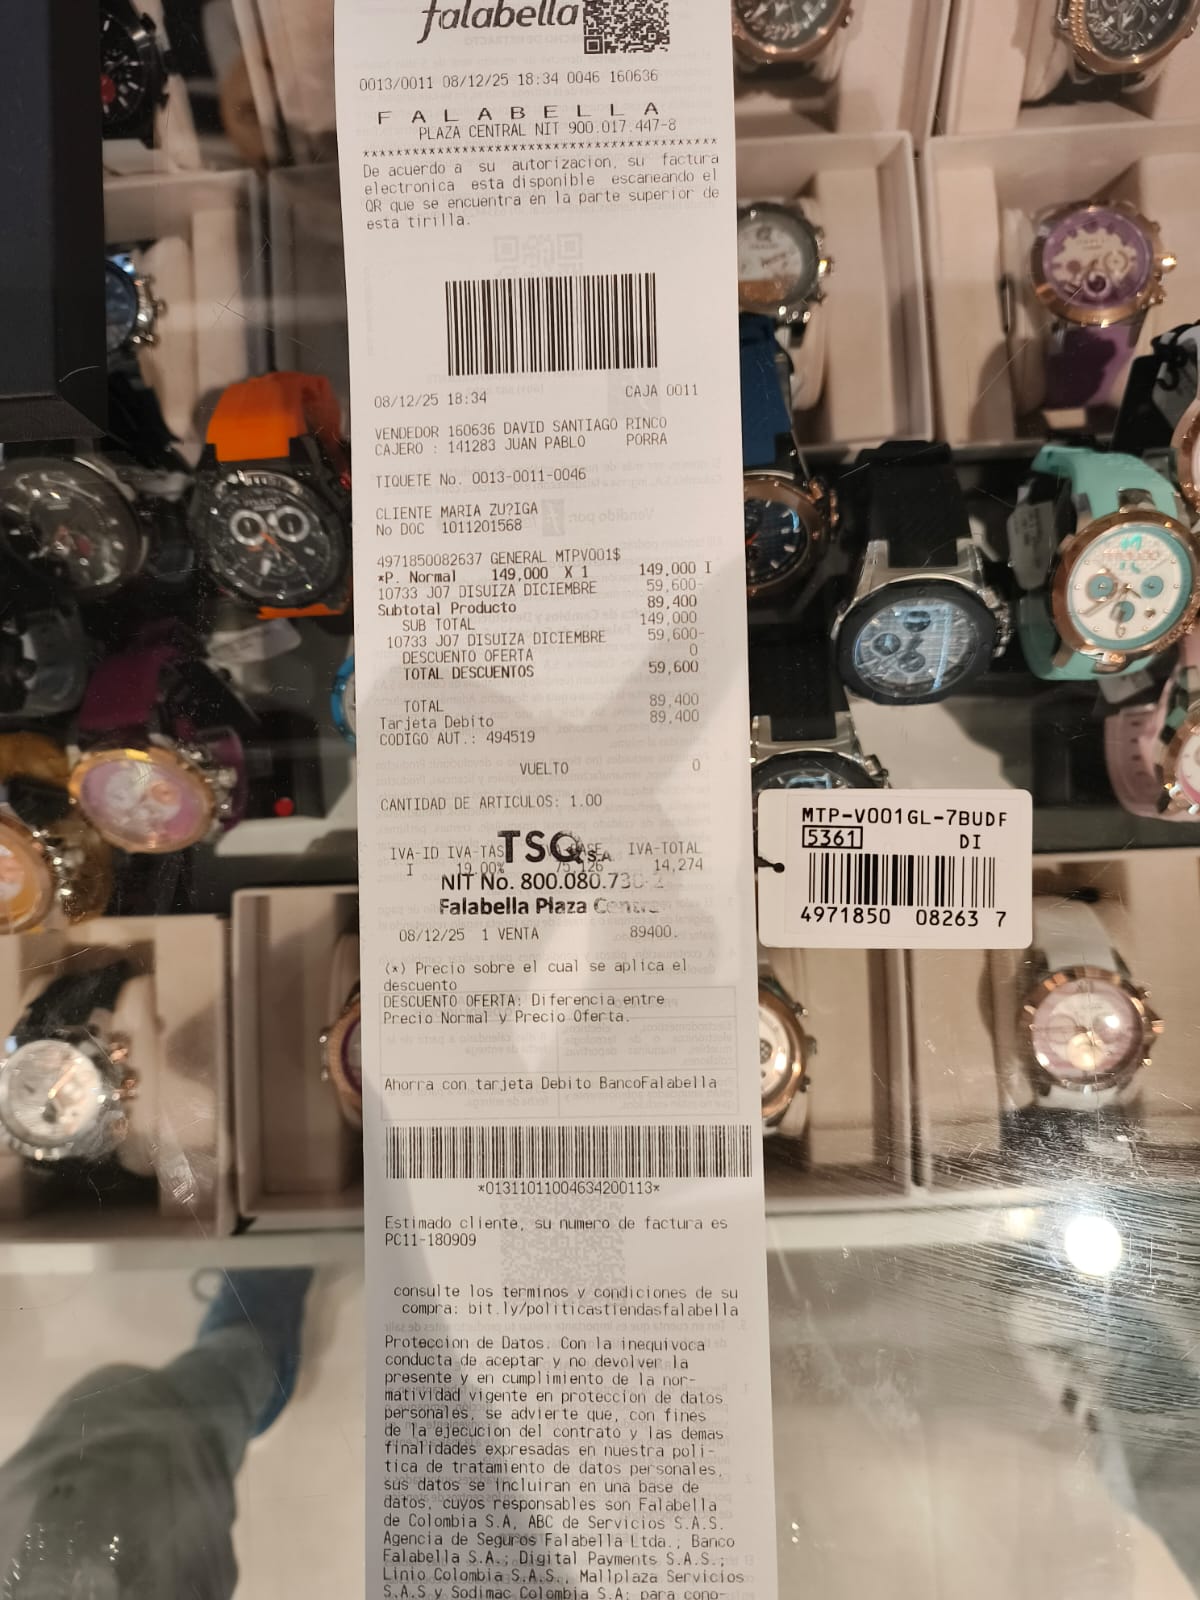 falabella
0013/0011 08/12/25 18:34 0046 160636
F A L A B E L L A
PLAZA CENTRAL NIT 900.017.447-8
****************************************
De acuerdo a su autorizacion, su factura
electronica esta disponible escaneando el
QR que se encuentra en la parte superior de
esta tirilla.
08/12/25 18:34 CAJA 0011
VENDEDOR 160636 DAVID SANTIAGO RINCO
CAJERO : 141283 JUAN PABLO PORRA
TIQUETE No. 0013-0011-0046
CLIENTE MARIA ZU?IGA
No DOC 1011201568
4971850082637 GENERAL MTPV001$
*P. Normal 149,000 X 1 149,000 I
10733 J07 DISUIZA DICIEMBRE 59,600-
Subtotal Producto 89,400
SUB TOTAL 149,000
10733 J07 DISUIZA DICIEMBRE 59,600-
DESCUENTO OFERTA 0
TOTAL DESCUENTOS 59,600
TOTAL 89,400
Tarjeta Debito 89,400
CODIGO AUT.: 494519
VUELTO 0
CANTIDAD DE ARTICULOS: 1.00
TSO S.A
IVA-ID IVA-TAS BASE IVA-TOTAL
I 19.00% 75,126 14,274
NIT No. 800.080.730-2
Falabella Plaza Centr
08/12/25 1 VENTA 89400.
(*) Precio sobre el cual se aplica el
descuento
DESCUENTO OFERTA: Diferencia entre
Precio Normal y Precio Oferta.
Ahorra con tarjeta Debito BancoFalabella
*01311011004634200113*
Estimado cliente, su numero de factura es
PC11-180909
consulte los terminos y condiciones de su
compra: bit.ly/politicastiendasfalabella
Proteccion de Datos. Con la inequivoca
conducta de aceptar y no devolver la
presente y en cumplimiento de la nor-
matividad vigente en proteccion de datos
personales, se advierte que, con fines
de la ejecucion del contrato y las demas
finalidades expresadas en nuestra poli-
tica de tratamiento de datos personales,
sus datos se incluiran en una base de
datos, cuyos responsables son Falabella
de Colombia S.A, ABC de Servicios S.A.S.
Agencia de Seguros Falabella Ltda.; Banco
Falabella S.A.; Digital Payments S.A.S.;
Linio Colombia S.A.S., Mallplaza Servicios
S.A.S y Sodimac Colombia S.A; para cono-
MTP-V001GL-7BUDF
5361 DI
4971850 08263 7